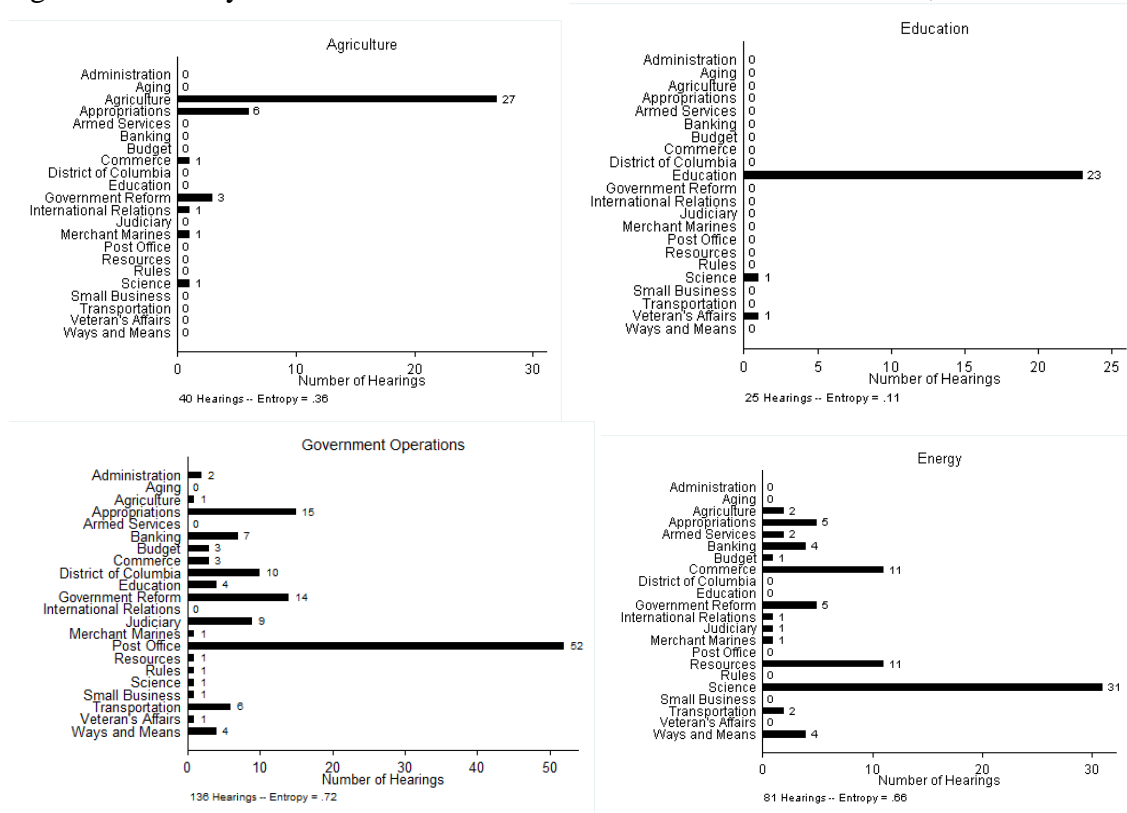 Agriculture
Administration 0
Aging 0
Agriculture 27
Appropriations 6
Armed Services 0
Banking 0
Budget 0
Commerce 1
District of Columbia 0
Education 0
Government Reform 3
International Relations 1
Judiciary 0
Merchant Marines 1
Post Office 0
Resources 0
Rules 0
Science 1
Small Business 0
Transportation 0
Veteran's Affairs 0
Ways and Means 0
0 10 20 30
Number of Hearings
40 Hearings -- Entropy = .36
Education
Administration 0
Aging 0
Agriculture 0
Appropriations 0
Armed Services 0
Banking 0
Budget 0
Commerce 0
District of Columbia 0
Education 23
Government Reform 0
International Relations 0
Judiciary 0
Merchant Marines 0
Post Office 0
Resources 0
Rules 0
Science 1
Small Business 0
Transportation 0
Veteran's Affairs 1
Ways and Means 0
0 5 10 15 20 25
Number of Hearings
25 Hearings -- Entropy = .11
Government Operations
Administration 2
Aging 0
Agriculture 1
Appropriations 15
Armed Services 0
Banking 7
Budget 3
Commerce 3
District of Columbia 10
Education 4
Government Reform 14
International Relations 0
Judiciary 9
Merchant Marines 1
Post Office 52
Resources 1
Rules 1
Science 1
Small Business 1
Transportation 6
Veteran's Affairs 1
Ways and Means 4
0 10 20 30 40 50
Number of Hearings
136 Hearings -- Entropy = .72
Energy
Administration 0
Aging 0
Agriculture 2
Appropriations 5
Armed Services 2
Banking 4
Budget 1
Commerce 11
District of Columbia 0
Education 0
Government Reform 5
International Relations 1
Judiciary 1
Merchant Marines 1
Post Office 0
Resources 11
Rules 0
Science 31
Small Business 0
Transportation 2
Veteran's Affairs 0
Ways and Means 4
0 10 20 30
Number of Hearings
81 Hearings -- Entropy = .66